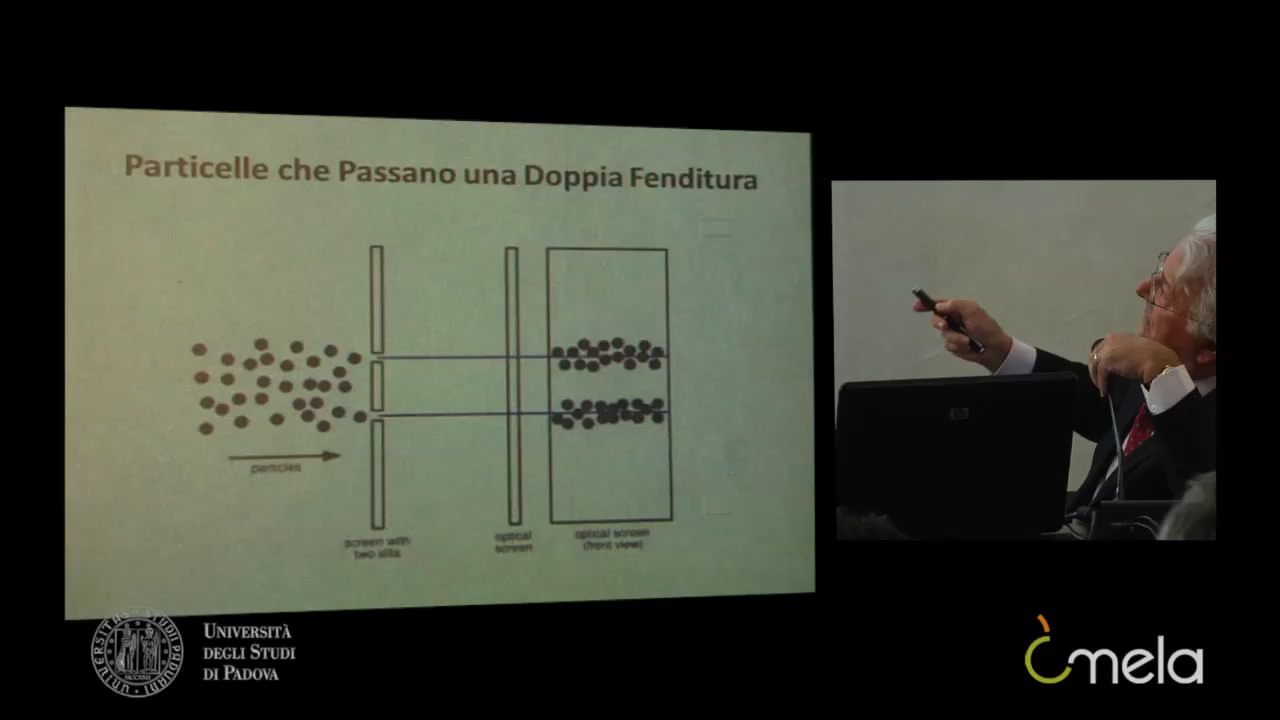 Particelle che Passano una Doppia Fenditura
particles
screen with
two slits
optical
screen
optical screen
(front view)
hp
UNIVERSITÀ
DEGLI STUDI
DI PADOVA
mela